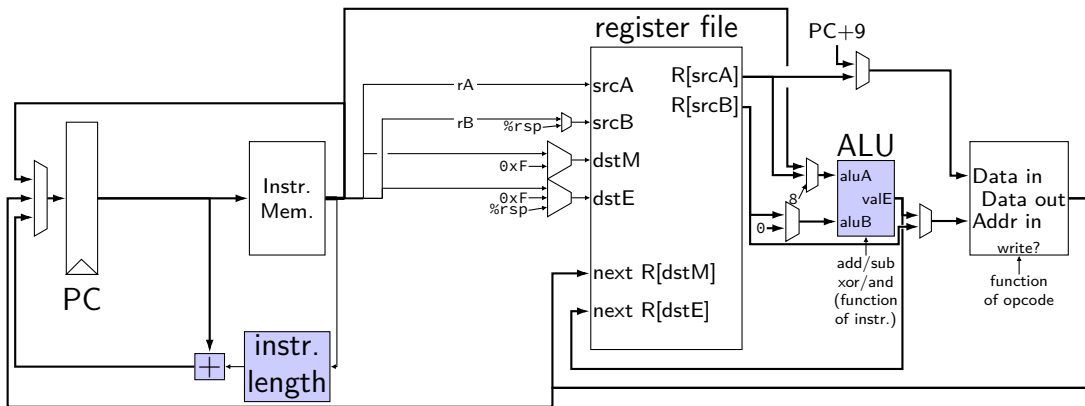 register file
PC+9
rA
srcA
R[srcA]
R[srcB]
rB
%rsp
srcB
ALU
Instr.
Mem.
0xF
dstM
aluA
Data in
valE
Data out
0xF
%rsp
dstE
8
0
aluB
Addr in
write?
add/sub
xor/and
(function
of instr.)
function
of opcode
next R[dstM]
PC
next R[dstE]
+
instr.
length